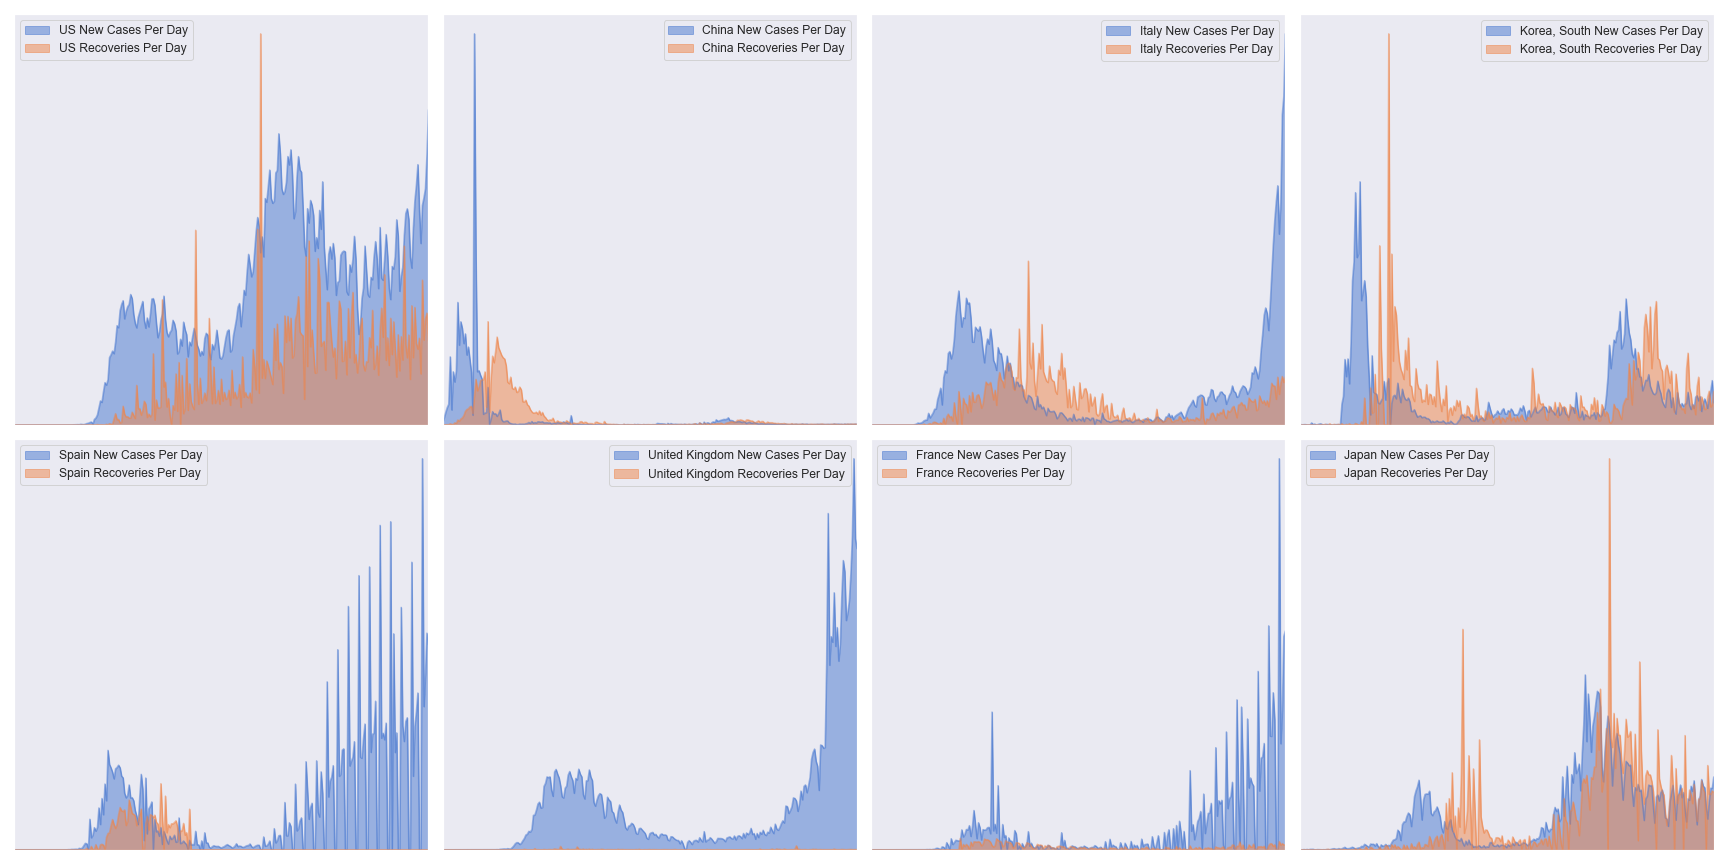 US New Cases Per Day
US Recoveries Per Day
China New Cases Per Day
China Recoveries Per Day
Italy New Cases Per Day
Italy Recoveries Per Day
Korea, South New Cases Per Day
Korea, South Recoveries Per Day
Spain New Cases Per Day
Spain Recoveries Per Day
United Kingdom New Cases Per Day
United Kingdom Recoveries Per Day
France New Cases Per Day
France Recoveries Per Day
Japan New Cases Per Day
Japan Recoveries Per Day